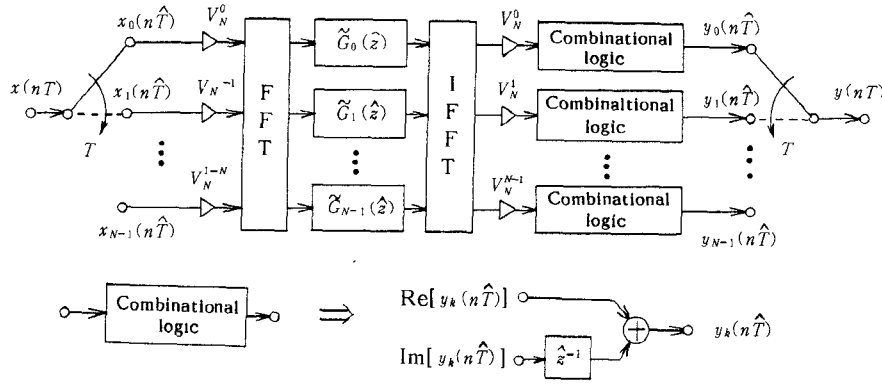 x(nT)
T
x₀(nT̂)
x₁(nT̂)
x_{N-1}(nT̂)
V_N^0
V_N^{-1}
V_N^{1-N}
FFT
G̃₀(ẑ)
G̃₁(ẑ)
G̃_{N-1}(ẑ)
IFFT
V_N^0
V_N^1
V_N^{N-1}
Combinational
logic
Combinaltional
logic
Combinational
logic
y₀(nT̂)
y₁(nT̂)
y_{N-1}(nT̂)
T
y(nT)
Combinational
logic
⇒
Re[y_k(nT̂)]
Im[y_k(nT̂)]
ẑ^{-1}
+
y_k(nT̂)